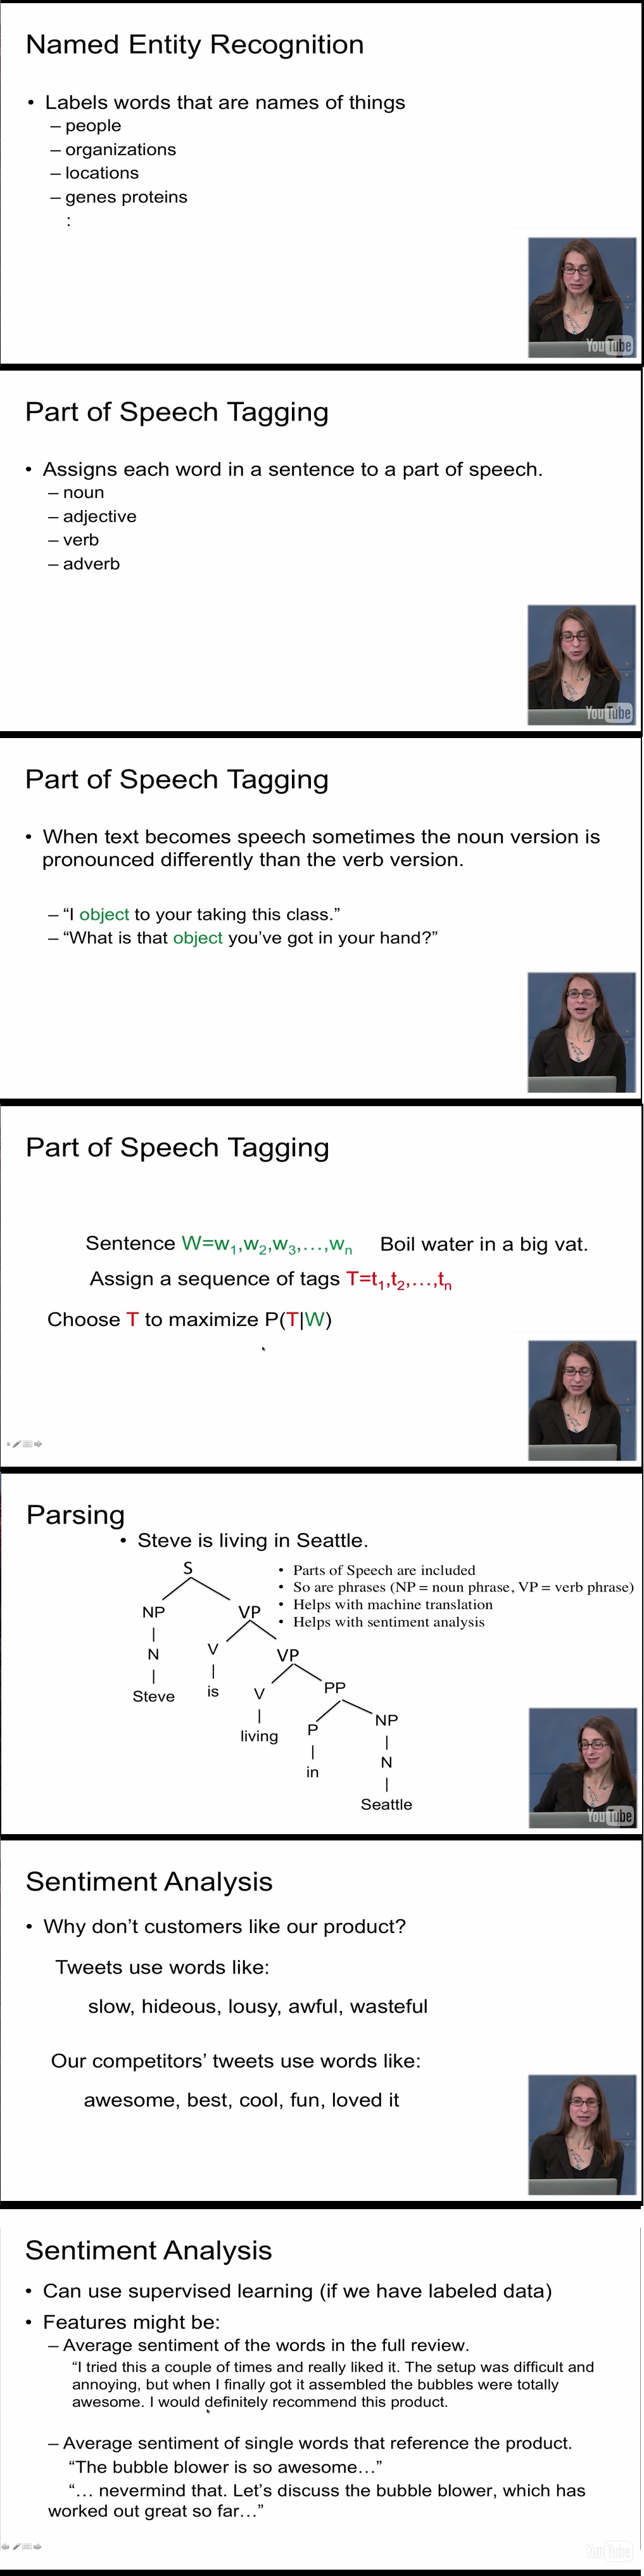 Named Entity Recognition
• Labels words that are names of things
– people
– organizations
– locations
– genes proteins
:
YouTube
Part of Speech Tagging
• Assigns each word in a sentence to a part of speech.
– noun
– adjective
– verb
– adverb
YouTube
Part of Speech Tagging
• When text becomes speech sometimes the noun version is
pronounced differently than the verb version.
– “I object to your taking this class.”
– “What is that object you’ve got in your hand?”
Part of Speech Tagging
Sentence W=w1,w2,w3,…,wn Boil water in a big vat.
Assign a sequence of tags T=t1,t2,…,tn
Choose T to maximize P(T|W)
Parsing
• Steve is living in Seattle.
S
• Parts of Speech are included
• So are phrases (NP = noun phrase, VP = verb phrase)
• Helps with machine translation
• Helps with sentiment analysis
NP VP
| V VP
N | V PP
| is | P NP
Steve living | |
in N
|
Seattle
YouTube
Sentiment Analysis
• Why don’t customers like our product?
Tweets use words like:
slow, hideous, lousy, awful, wasteful
Our competitors’ tweets use words like:
awesome, best, cool, fun, loved it
Sentiment Analysis
• Can use supervised learning (if we have labeled data)
• Features might be:
– Average sentiment of the words in the full review.
“I tried this a couple of times and really liked it. The setup was difficult and
annoying, but when I finally got it assembled the bubbles were totally
awesome. I would definitely recommend this product.
– Average sentiment of single words that reference the product.
“The bubble blower is so awesome…”
“… nevermind that. Let’s discuss the bubble blower, which has
worked out great so far…”
YouTube